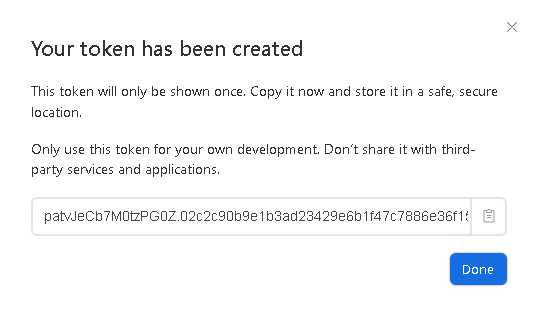 Your token has been created
This token will only be shown once. Copy it now and store it in a safe, secure
location.
Only use this token for your own development. Don't share it with third-
party services and applications.
patvJeCb7M0tzPG0Z.02c2c90b9e1b3ad23429e6b1f47c7886e36f15
Done